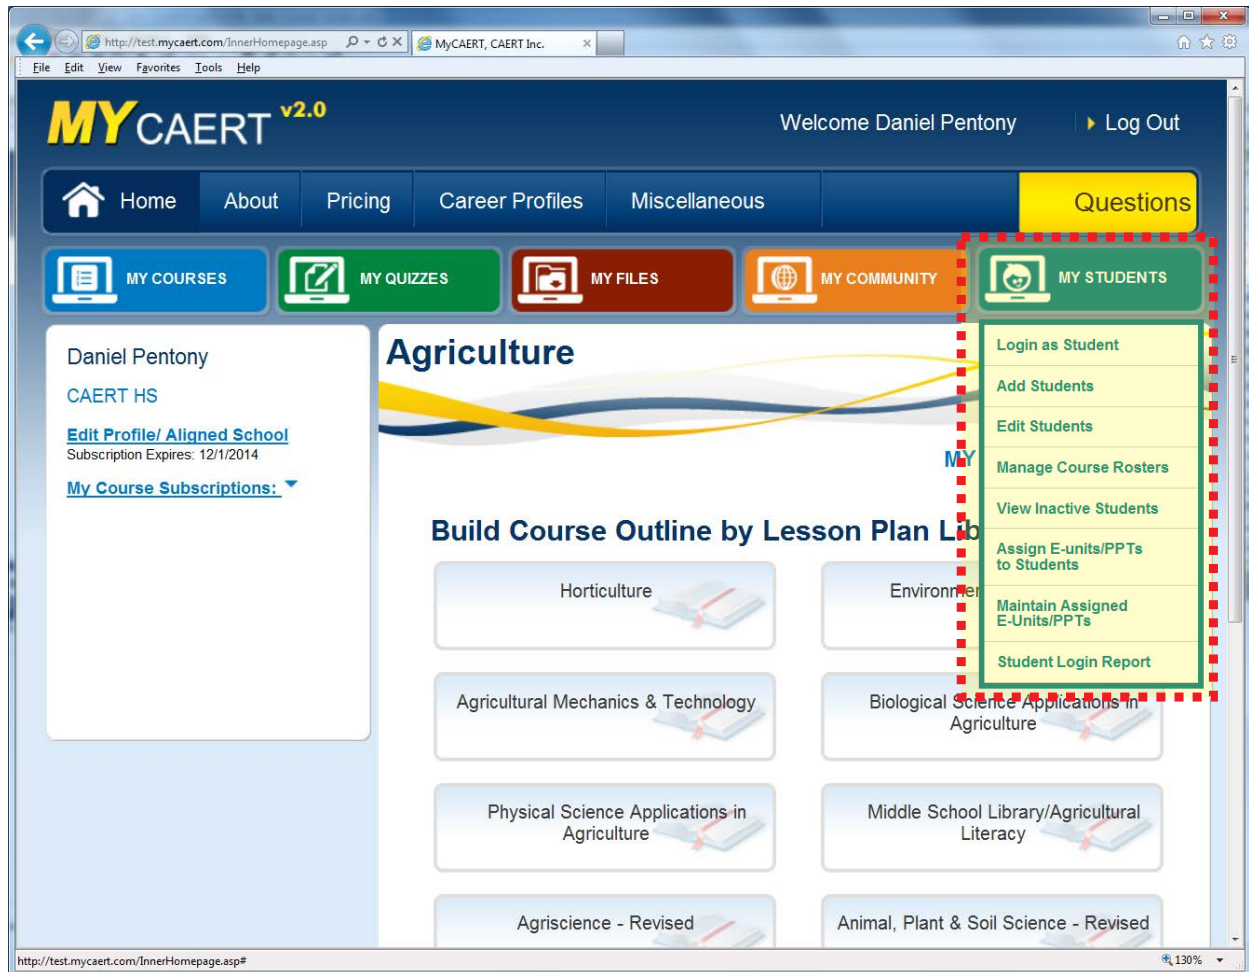 http://test.mycaert.com/InnerHomepage.asp
MyCAERT, CAERT Inc.
File Edit View Favorites Tools Help
MYCAERT v2.0
Welcome Daniel Pentony
Log Out
Home About Pricing Career Profiles Miscellaneous Questions
MY COURSES MY QUIZZES MY FILES MY COMMUNITY MY STUDENTS
Daniel Pentony
CAERT HS
Edit Profile/ Aligned School
Subscription Expires: 12/1/2014
My Course Subscriptions:
Agriculture
MY
Build Course Outline by Lesson Plan Lib
Horticulture
Environmen
Agricultural Mechanics & Technology
Biological Science Applications in
Agriculture
Physical Science Applications in
Agriculture
Middle School Library/Agricultural
Literacy
Agriscience - Revised
Animal, Plant & Soil Science - Revised
Login as Student
Add Students
Edit Students
Manage Course Rosters
View Inactive Students
Assign E-units/PPTs
to Students
Maintain Assigned
E-Units/PPTs
Student Login Report
http://test.mycaert.com/InnerHomepage.asp#
130%